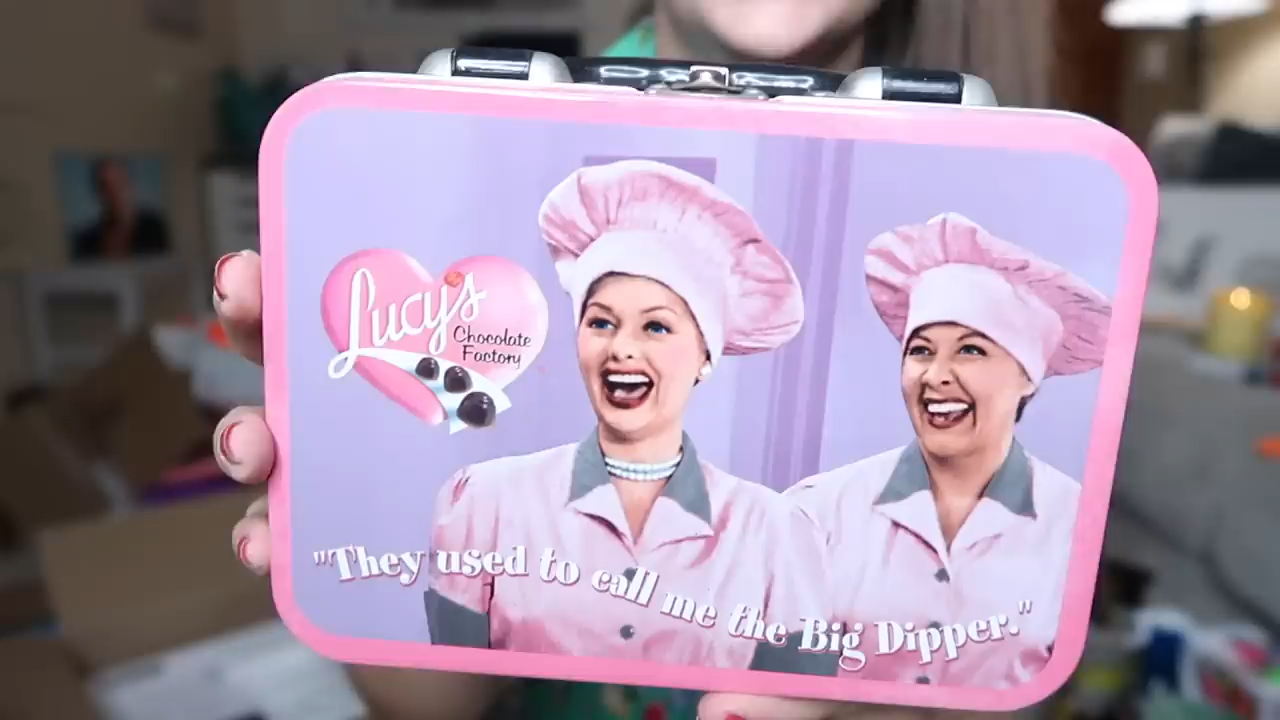 Lucy's
Chocolate
Factory
"They used to call me the Big Dipper."